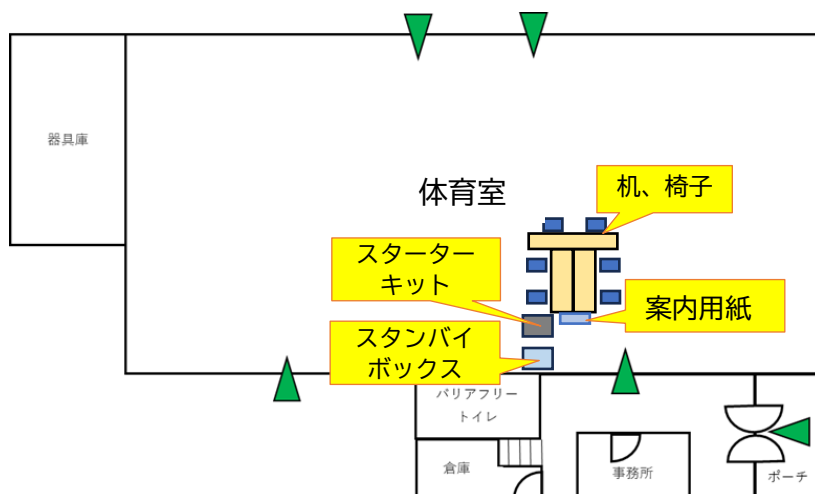 器具庫
体育室
机、椅子
スターター
キット
案内用紙
スタンバイ
ボックス
バリアフリー
トイレ
倉庫
事務所
ポーチ